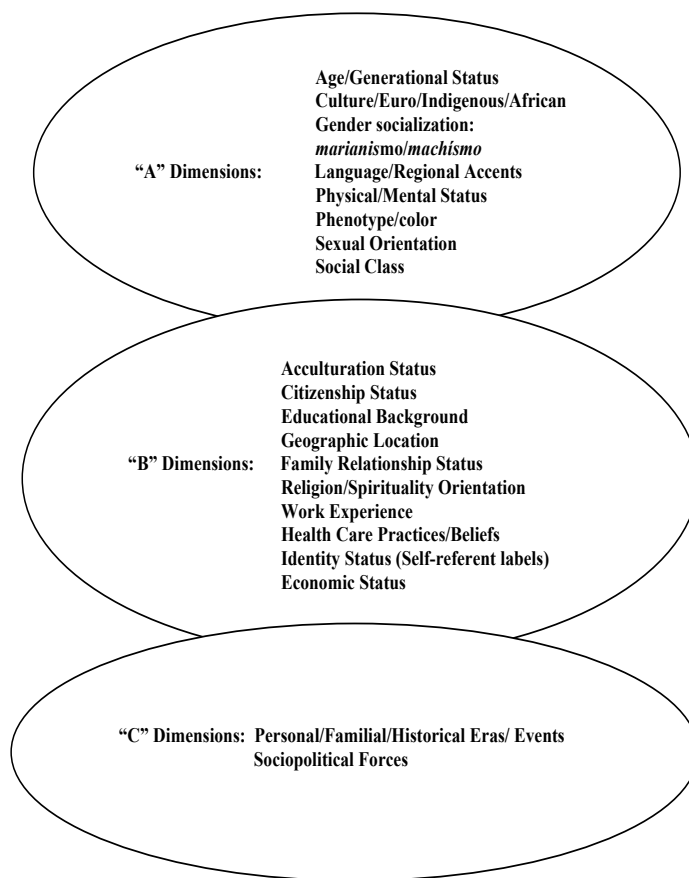 Age/Generational Status
Culture/Euro/Indigenous/African
Gender socialization:
marianismo/machismo
“A” Dimensions: Language/Regional Accents
Physical/Mental Status
Phenotype/color
Sexual Orientation
Social Class
Acculturation Status
Citizenship Status
Educational Background
Geographic Location
“B” Dimensions: Family Relationship Status
Religion/Spirituality Orientation
Work Experience
Health Care Practices/Beliefs
Identity Status (Self-referent labels)
Economic Status
“C” Dimensions: Personal/Familial/Historical Eras/ Events
Sociopolitical Forces